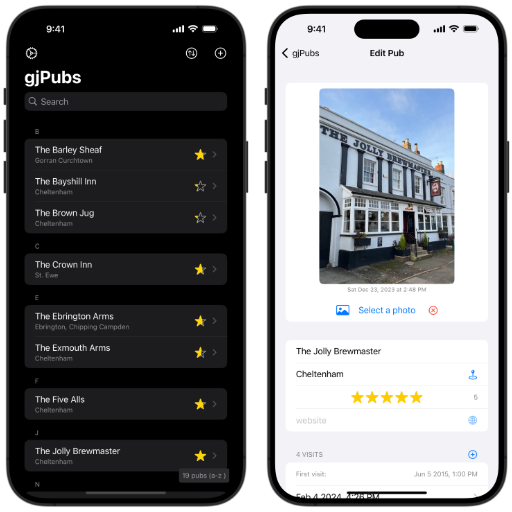 9:41
gjPubs
Search
B
The Barley Sheaf
Gorran Churchtown
The Bayshill Inn
Cheltenham
The Brown Jug
Cheltenham
C
The Crown Inn
St. Ewe
E
The Ebrington Arms
Ebrington, Chipping Campden
The Exmouth Arms
Cheltenham
F
The Five Alls
Cheltenham
J
The Jolly Brewmaster
Cheltenham
19 pubs (a-z )
N
9:41
gjPubs
Edit Pub
THE JOLLY BREWMASTER
Sat Dec 23, 2023 at 2:48 PM
Select a photo
The Jolly Brewmaster
Cheltenham
5
website
4 VISITS
First visit:
Jun 5 2015, 1:00 PM
Feb 4 2024, 4:26 PM